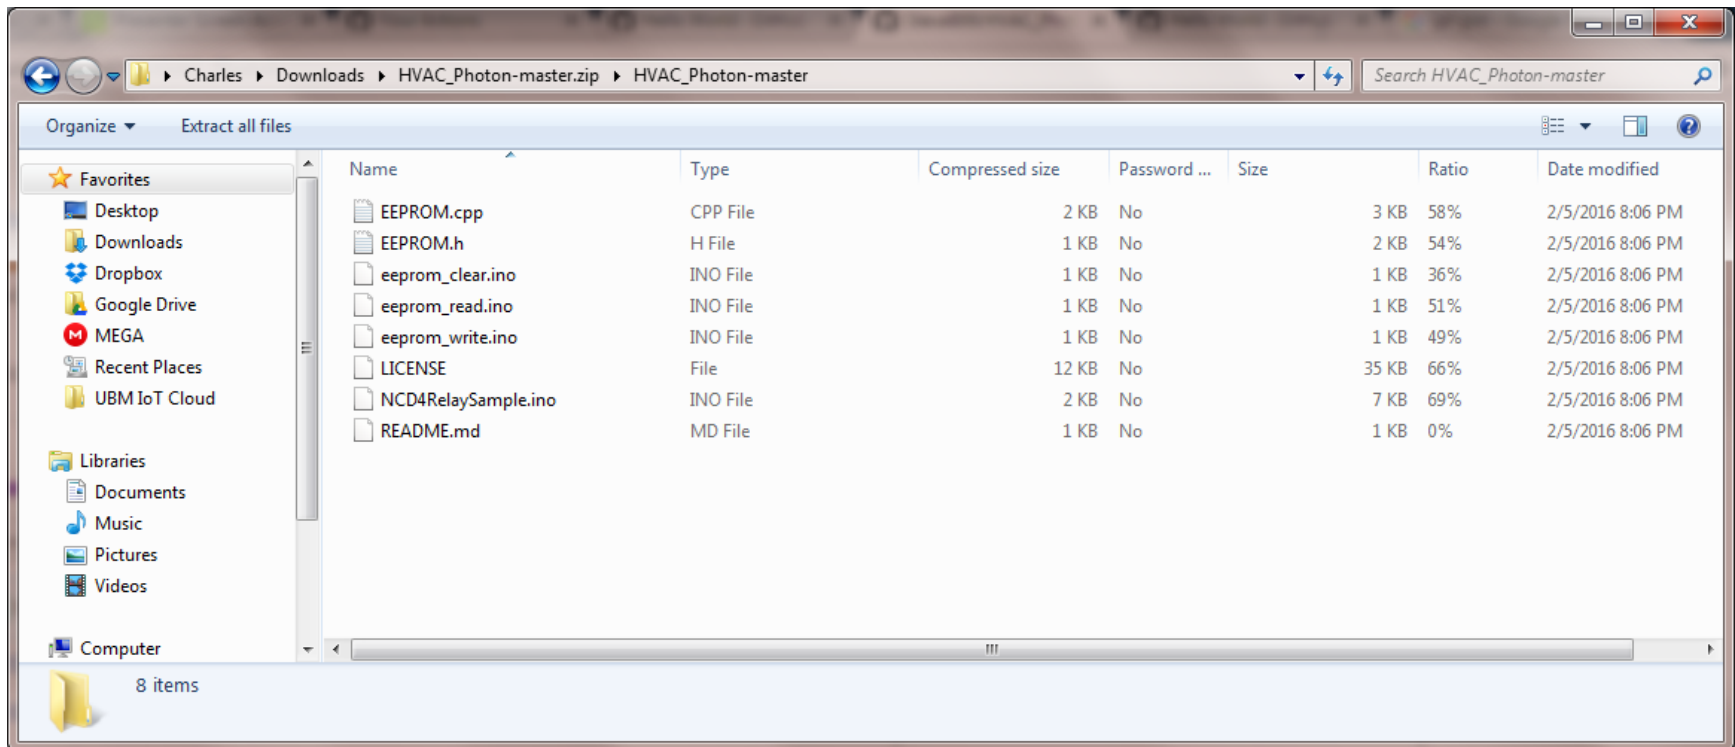 Charles Downloads HVAC_Photon-master.zip HVAC_Photon-master Search HVAC_Photon-master
Organize Extract all files
Name Type Compressed size Password ... Size Ratio Date modified
EEPROM.cpp CPP File 2 KB No 3 KB 58% 2/5/2016 8:06 PM
EEPROM.h H File 1 KB No 2 KB 54% 2/5/2016 8:06 PM
eeprom_clear.ino INO File 1 KB No 1 KB 36% 2/5/2016 8:06 PM
eeprom_read.ino INO File 1 KB No 1 KB 51% 2/5/2016 8:06 PM
eeprom_write.ino INO File 1 KB No 1 KB 49% 2/5/2016 8:06 PM
LICENSE File 12 KB No 35 KB 66% 2/5/2016 8:06 PM
NCD4RelaySample.ino INO File 2 KB No 7 KB 69% 2/5/2016 8:06 PM
README.md MD File 1 KB No 1 KB 0% 2/5/2016 8:06 PM
Favorites
Desktop
Downloads
Dropbox
Google Drive
MEGA
Recent Places
UBM IoT Cloud
Libraries
Documents
Music
Pictures
Videos
Computer
8 items